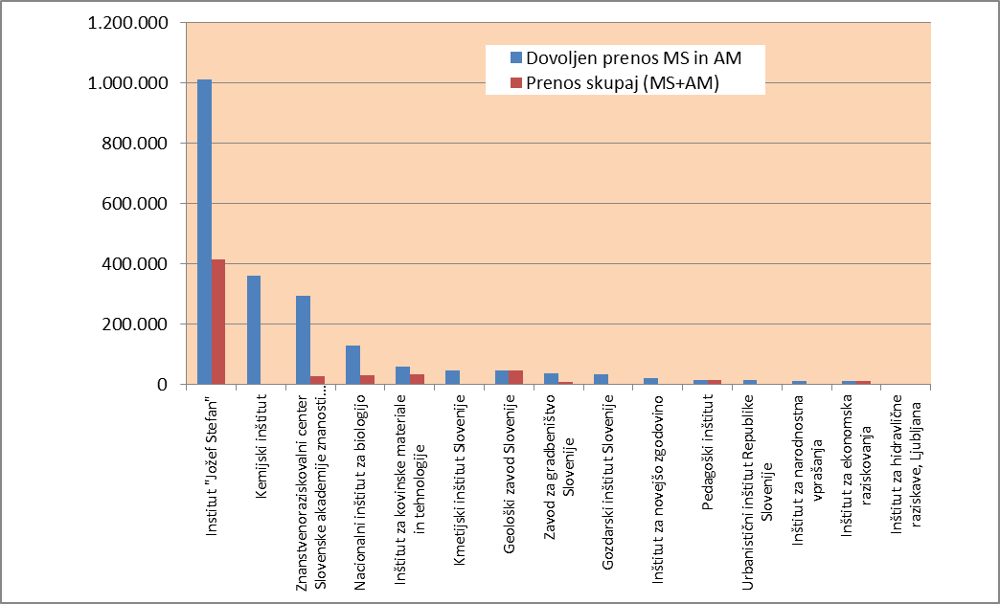 1.200.000
1.000.000
800.000
600.000
400.000
200.000
0
Dovoljen prenos MS in AM
Prenos skupaj (MS+AM)
Institut "Jožef Stefan"
Kemijski inštitut
Znanstvenoraziskovalni center
Slovenske akademije znanosti...
Nacionalni inštitut za biologijo
Inštitut za kovinske materiale
in tehnologije
Kmetijski inštitut Slovenije
Geološki zavod Slovenije
Zavod za gradbeništvo
Slovenije
Gozdarski inštitut Slovenije
Inštitut za novejšo zgodovino
Pedagoški inštitut
Urbanistični inštitut Republike
Slovenije
Inštitut za narodnostna
vprašanja
Inštitut za ekonomska
raziskovanja
Inštitut za hidravlične
raziskave, Ljubljana